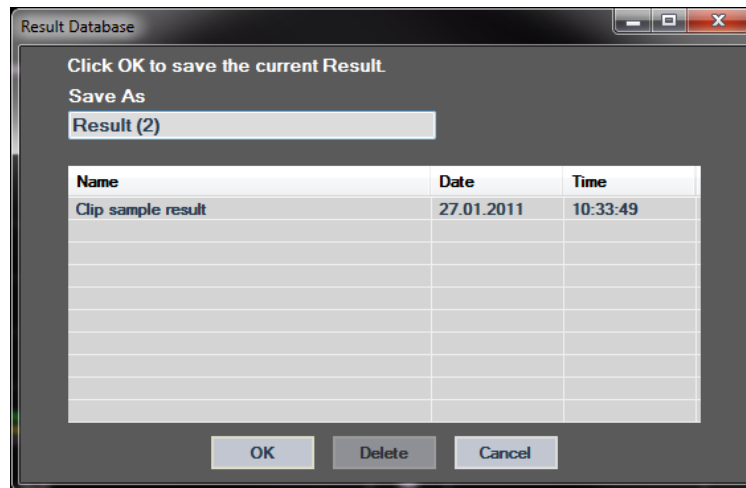 Result Database
Click OK to save the current Result.
Save As
Result (2)
Name Date Time
Clip sample result 27.01.2011 10:33:49
OK Delete Cancel